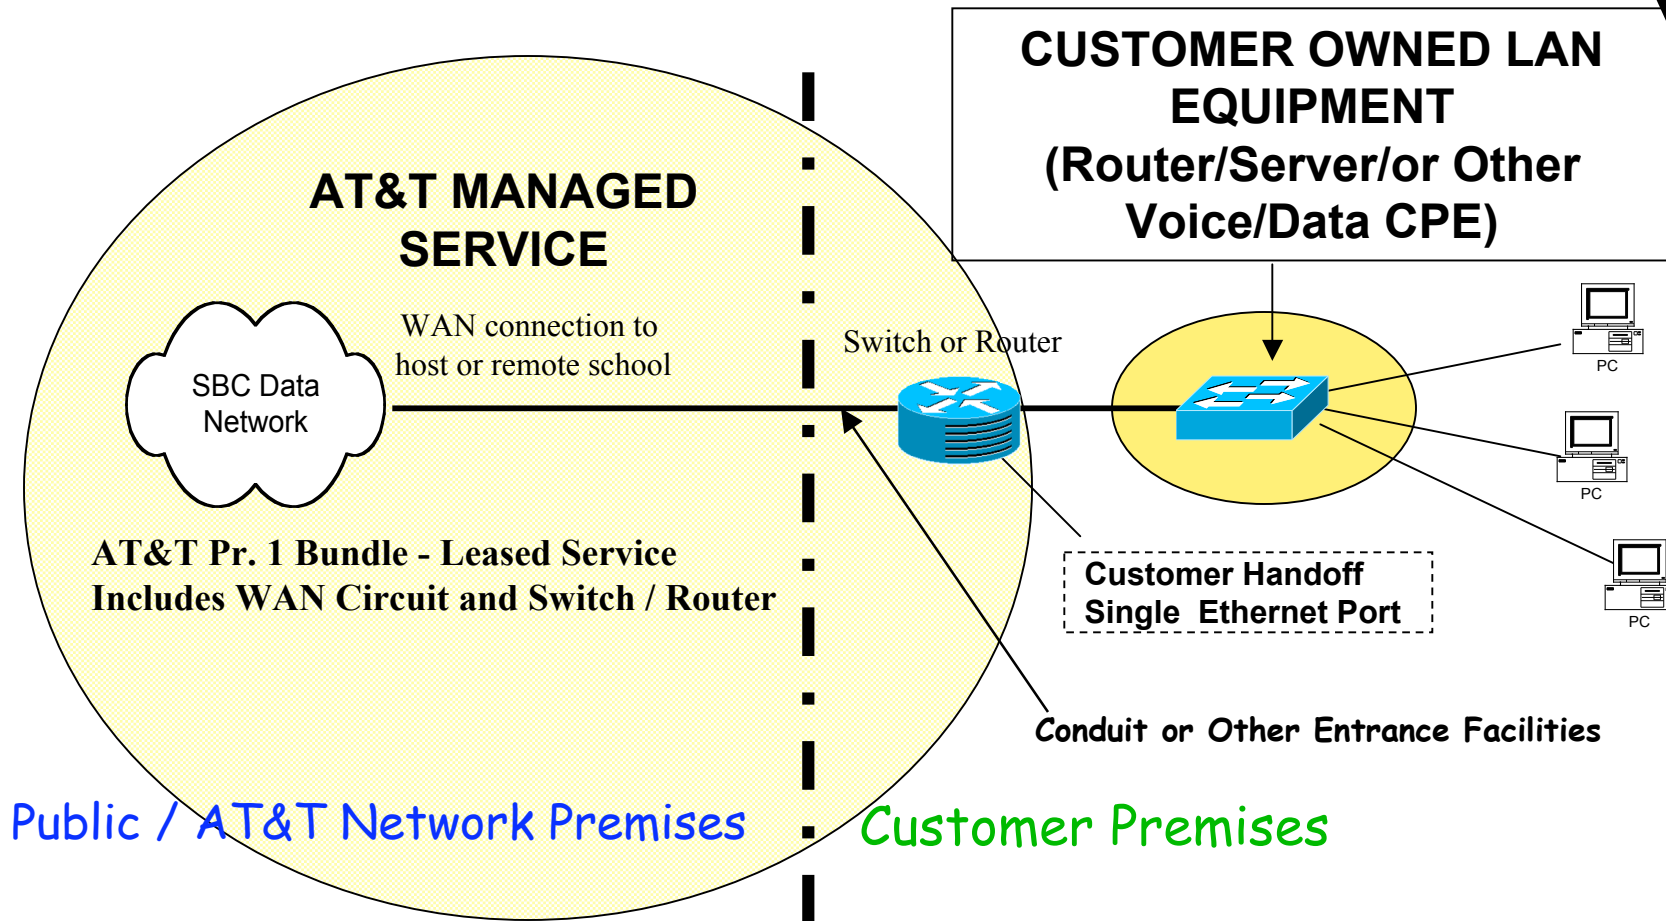 CUSTOMER OWNED LAN
EQUIPMENT
(Router/Server/or Other
Voice/Data CPE)
AT&T MANAGED
SERVICE
WAN connection to
host or remote school
Switch or Router
SBC Data
Network
PC
PC
PC
AT&T Pr. 1 Bundle - Leased Service
Includes WAN Circuit and Switch / Router
Customer Handoff
Single Ethernet Port
Conduit or Other Entrance Facilities
Public / AT&T Network Premises
Customer Premises